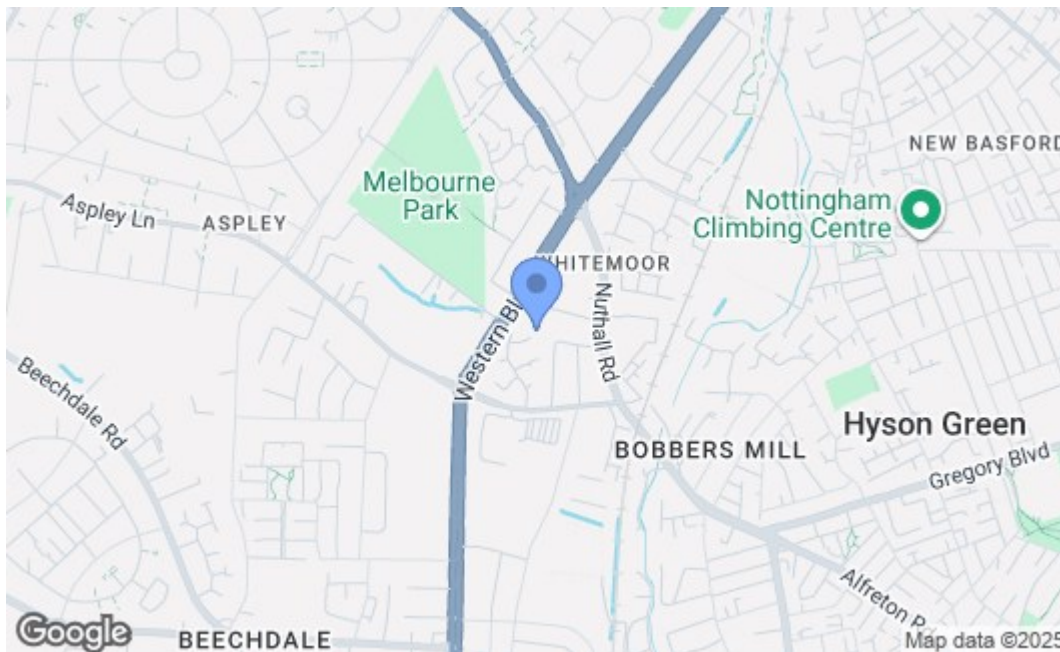 NEW BASFORD
Melbourne
Park
Nottingham
Climbing Centre
Aspley Ln
ASPLEY
WHITEMOOR
Western Bl
Nuthall Rd
Beechdale Rd
Hyson Green
BOBBERS MILL
Gregory Blvd
Alfreton Rd
Google
BEECHDALE
Map data ©2025